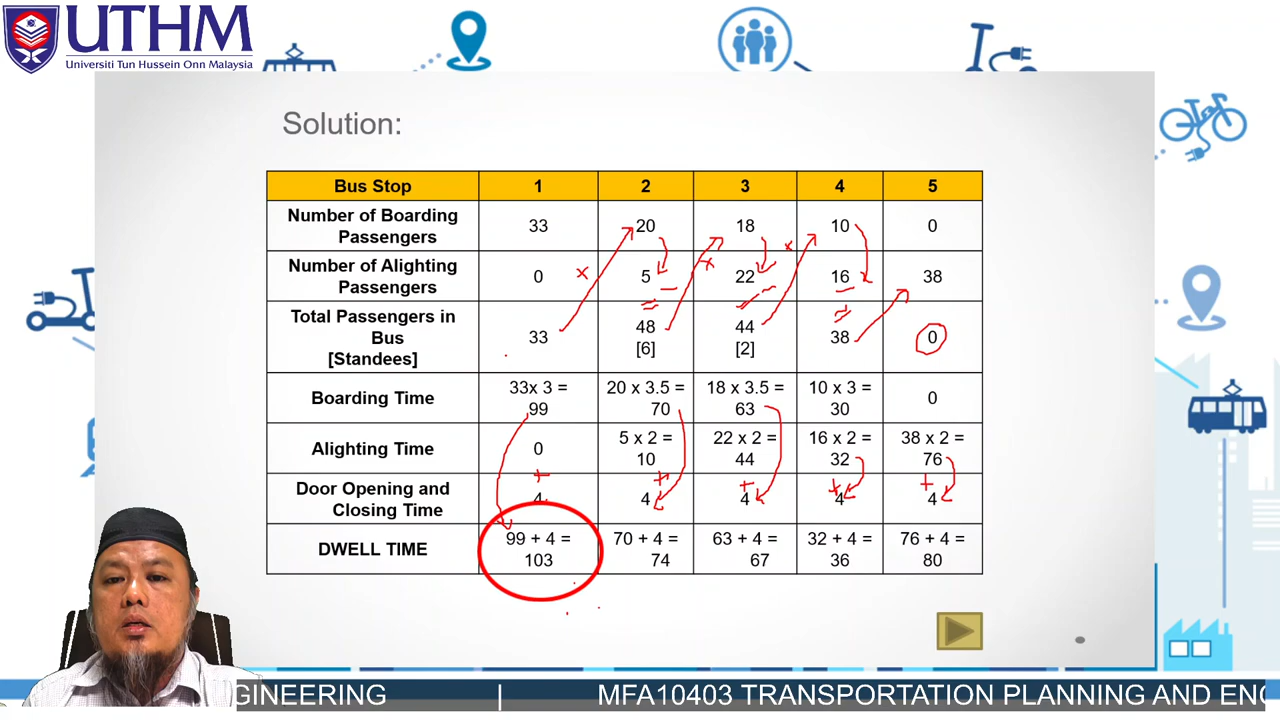 UTHM
Universiti Tun Hussein Onn Malaysia
Solution:
Bus Stop 1 2 3 4 5
Number of Boarding
Passengers
33 20 18 10 0
Number of Alighting
Passengers
0 5 22 16 38
Total Passengers in
Bus
[Standees]
33
48
[6]
44
[2]
38
0
Boarding Time
33x 3 =
99
20 x 3.5 =
70
18 x 3.5 =
63
10 x 3 =
30
0
Alighting Time
0
5 x 2 =
10
22 x 2 =
44
16 x 2 =
32
38 x 2 =
76
Door Opening and
Closing Time
4 4 4 4 4
DWELL TIME
99 + 4 =
103
70 + 4 =
74
63 + 4 =
67
32 + 4 =
36
76 + 4 =
80
GINEERING | MFA10403 TRANSPORTATION PLANNING AND ENG